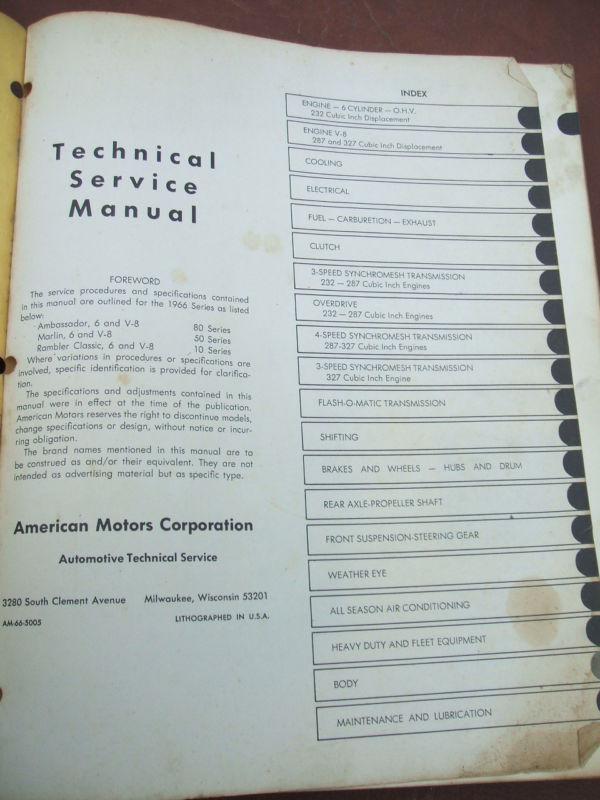 Technical
Service
Manual
FOREWORD
The service procedures and specifications contained
in this manual are outlined for the 1966 Series as listed
below:
Ambassador, 6 and V-8 80 Series
Marlin, 6 and V-8 50 Series
Rambler Classic, 6 and V-8 10 Series
Where variations in procedures or specifications are
involved, specific identification is provided for clarifica-
tion.
The specifications and adjustments contained in this
manual were in effect at the time of the publication.
American Motors reserves the right to discontinue models,
change specifications or design, without notice or incur-
ring obligation.
The brand names mentioned in this manual are to
be construed as and/or their equivalent. They are not
intended as advertising material but as specific type.
American Motors Corporation
Automotive Technical Service
3280 South Clement Avenue Milwaukee, Wisconsin 53201
AM-66-5005 LITHOGRAPHED IN U.S.A.
INDEX
ENGINE — 6 CYLINDER — O.H.V.
232 Cubic Inch Displacement
ENGINE V-8
287 and 327 Cubic Inch Displacement
COOLING
ELECTRICAL
FUEL — CARBURETION — EXHAUST
CLUTCH
3-SPEED SYNCHROMESH TRANSMISSION
232 — 287 Cubic Inch Engines
OVERDRIVE
232 — 287 Cubic Inch Engines
4-SPEED SYNCHROMESH TRANSMISSION
287-327 Cubic Inch Engines
3-SPEED SYNCHROMESH TRANSMISSION
327 Cubic Inch Engine
FLASH-O-MATIC TRANSMISSION
SHIFTING
BRAKES AND WHEELS — HUBS AND DRUM
REAR AXLE-PROPELLER SHAFT
FRONT SUSPENSION-STEERING GEAR
WEATHER EYE
ALL SEASON AIR CONDITIONING
HEAVY DUTY AND FLEET EQUIPMENT
BODY
MAINTENANCE AND LUBRICATION